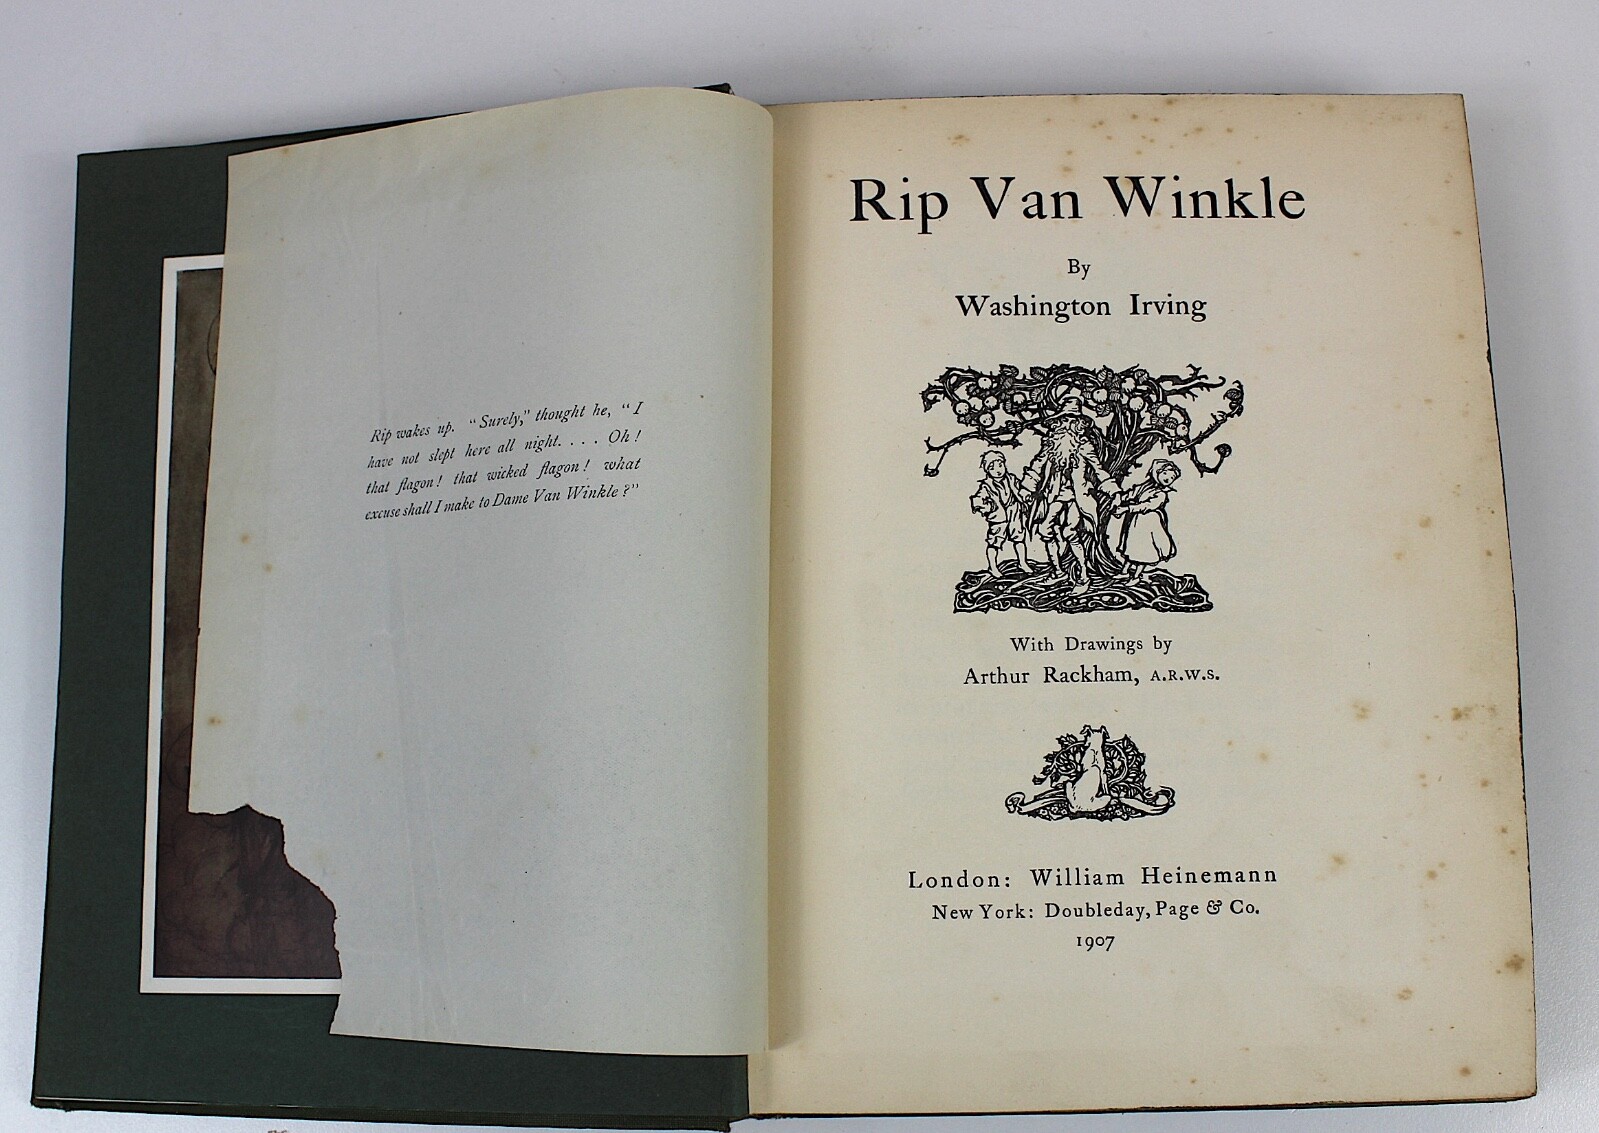 Rip wakes up. "Surely," thought he, "I
have not slept here all night. . . . Oh!
that flagon! that wicked flagon! what
excuse shall I make to Dame Van Winkle?"
Rip Van Winkle
By
Washington Irving
With Drawings by
Arthur Rackham, A.R.W.S.
London: William Heinemann
New York: Doubleday, Page & Co.
1907